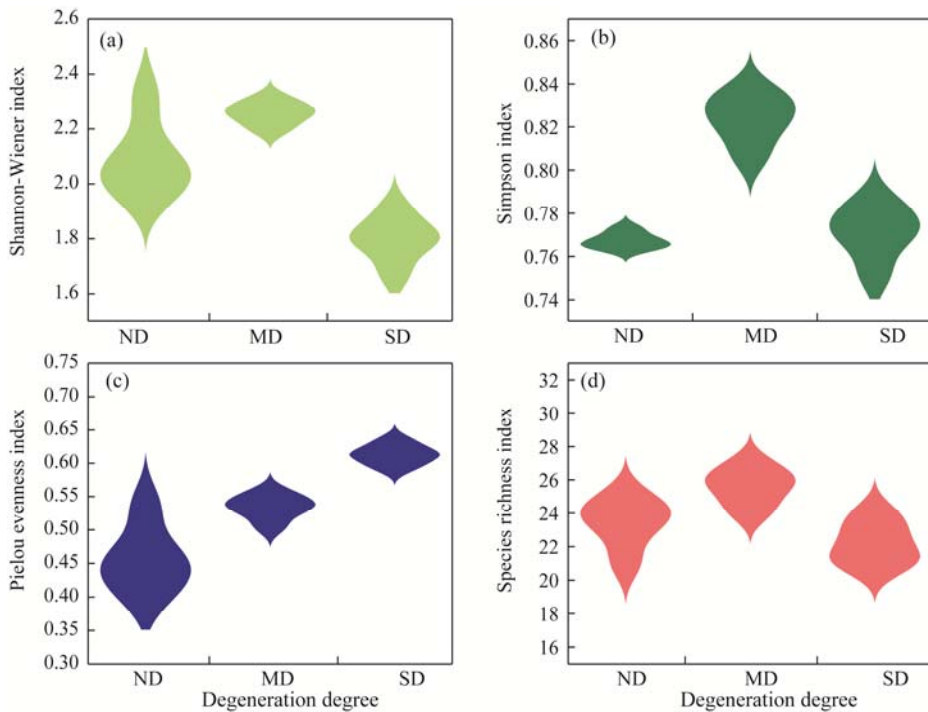 (a)
Shannon-Wiener index
2.6
2.4
2.2
2.0
1.8
1.6
ND MD SD
(b)
Simpson index
0.86
0.84
0.82
0.80
0.78
0.76
0.74
ND MD SD
(c)
Pielou evenness index
0.75
0.70
0.65
0.60
0.55
0.50
0.45
0.40
0.35
0.30
ND MD SD
Degeneration degree
(d)
Species richness index
32
30
28
26
24
22
20
18
16
ND MD SD
Degeneration degree